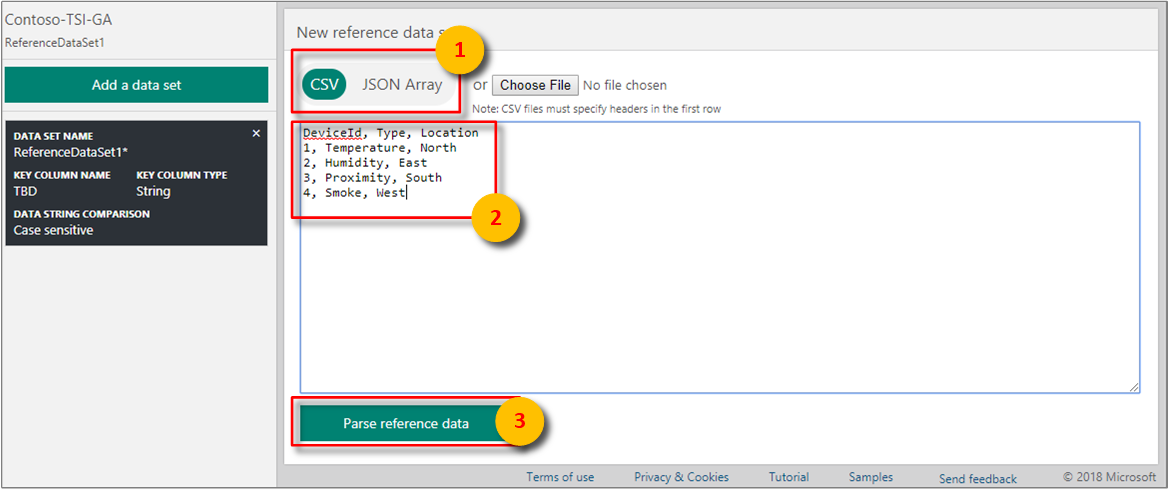 Contoso-TSI-GA
ReferenceDataSet1
Add a data set
DATA SET NAME
ReferenceDataSet1*
KEY COLUMN NAME KEY COLUMN TYPE
TBD String
DATA STRING COMPARISON
Case sensitive
New reference data s
1
CSV JSON Array or Choose File No file chosen
Note: CSV files must specify headers in the first row
DeviceId, Type, Location
1, Temperature, North
2, Humidity, East
3, Proximity, South
4, Smoke, West
2
Parse reference data
3
Terms of use Privacy & Cookies Tutorial Samples Send feedback © 2018 Microsoft